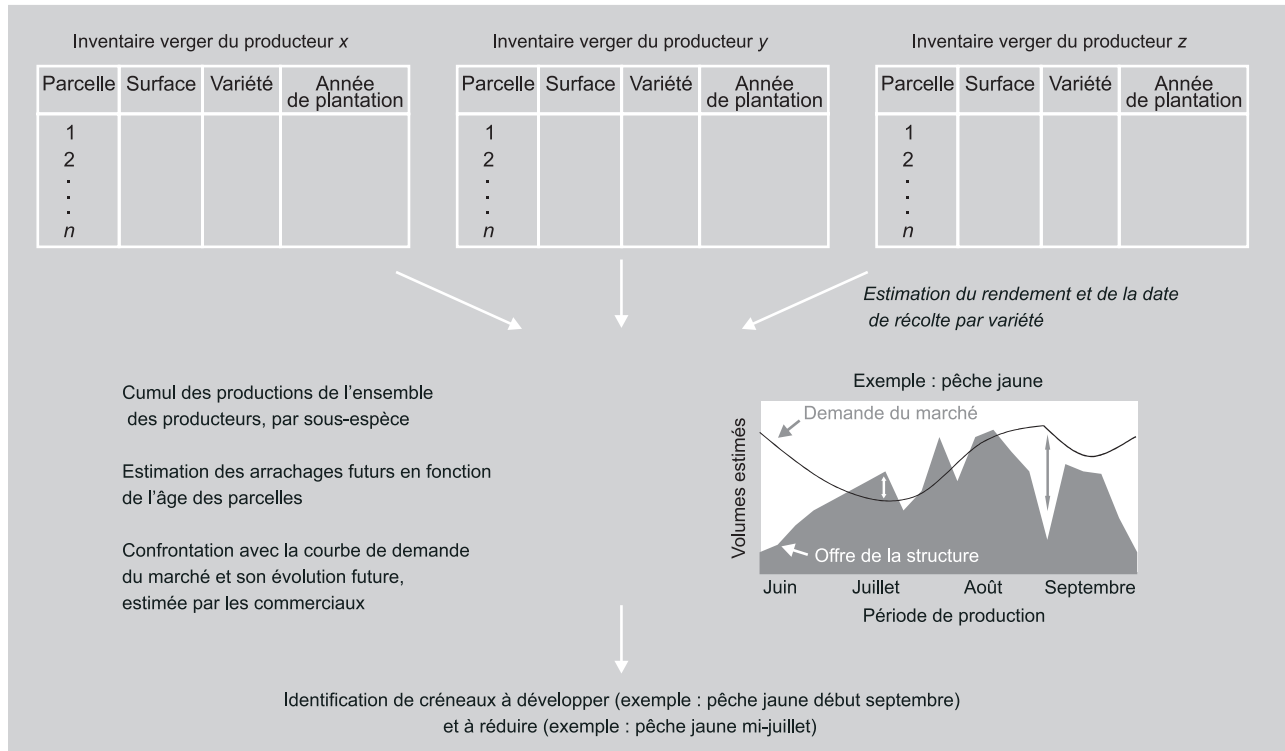 Inventaire verger du producteur x
Parcelle Surface Variété Année
de plantation
1
2
.
.
.
n
Inventaire verger du producteur y
Parcelle Surface Variété Année
de plantation
1
2
.
.
.
n
Inventaire verger du producteur z
Parcelle Surface Variété Année
de plantation
1
2
.
.
.
n
Estimation du rendement et de la date
de récolte par variété
Cumul des productions de l'ensemble
des producteurs, par sous-espèce
Estimation des arrachages futurs en fonction
de l'âge des parcelles
Confrontation avec la courbe de demande
du marché et son évolution future,
estimée par les commerciaux
Exemple : pêche jaune
Demande du marché
Volumes estimés
Offre de la structure
Juin Juillet Août Septembre
Période de production
Identification de créneaux à développer (exemple : pêche jaune début septembre)
et à réduire (exemple : pêche jaune mi-juillet)